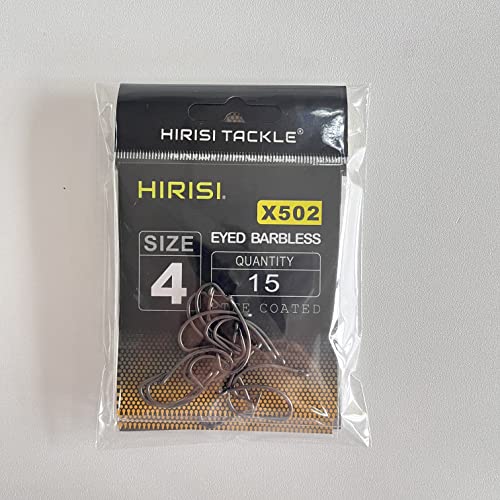 HIRISI TACKLE®
HIRISI®
X502
SIZE
4
EYED BARBLESS
QUANTITY
15
COATED